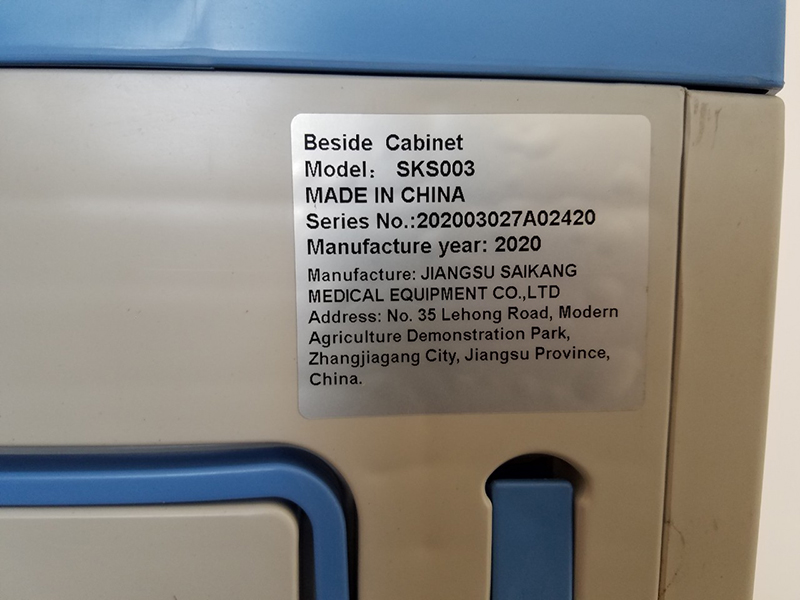 Beside Cabinet
Model: SKS003
MADE IN CHINA
Series No.:202003027A02420
Manufacture year: 2020
Manufacture: JIANGSU SAIKANG
MEDICAL EQUIPMENT CO.,LTD
Address: No. 35 Lehong Road, Modern
Agriculture Demonstration Park,
Zhangjiagang City, Jiangsu Province,
China.